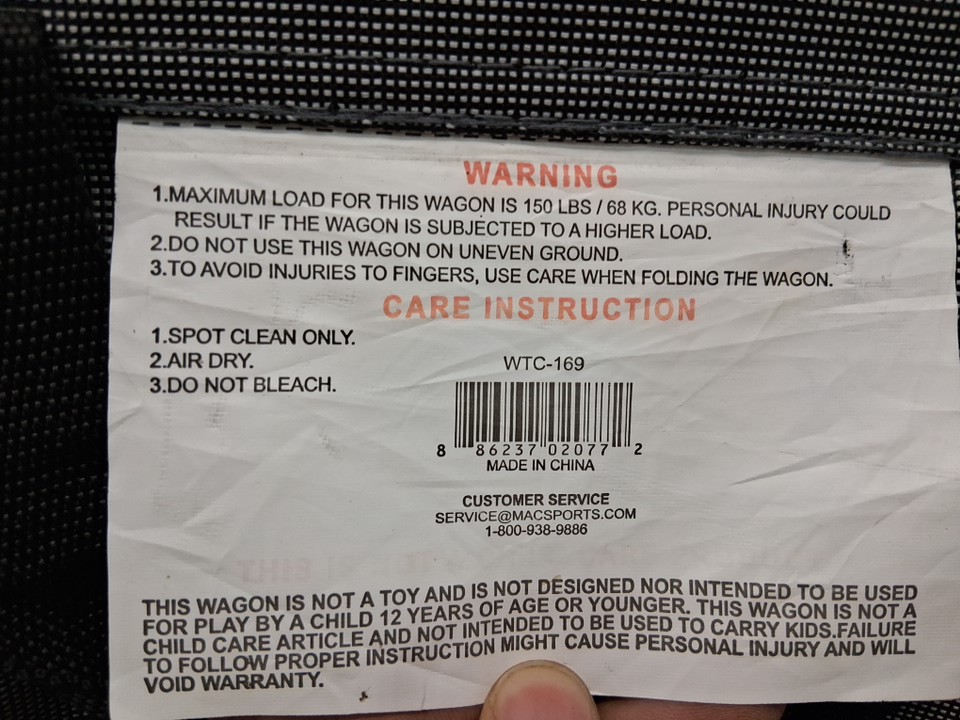 WARNING
1.MAXIMUM LOAD FOR THIS WAGON IS 150 LBS / 68 KG. PERSONAL INJURY COULD
RESULT IF THE WAGON IS SUBJECTED TO A HIGHER LOAD.
2.DO NOT USE THIS WAGON ON UNEVEN GROUND.
3.TO AVOID INJURIES TO FINGERS, USE CARE WHEN FOLDING THE WAGON.
CARE INSTRUCTION
1.SPOT CLEAN ONLY.
2.AIR DRY.
3.DO NOT BLEACH.
WTC-169
8 86237 02077 2
MADE IN CHINA
CUSTOMER SERVICE
SERVICE@MACSPORTS.COM
1-800-938-9886
THIS WAGON IS NOT A TOY AND IS NOT DESIGNED NOR INTENDED TO BE USED
FOR PLAY BY A CHILD 12 YEARS OF AGE OR YOUNGER. THIS WAGON IS NOT A
CHILD CARE ARTICLE AND NOT INTENDED TO BE USED TO CARRY KIDS.FAILURE
TO FOLLOW PROPER INSTRUCTION MIGHT CAUSE PERSONAL INJURY AND WILL
VOID WARRANTY.